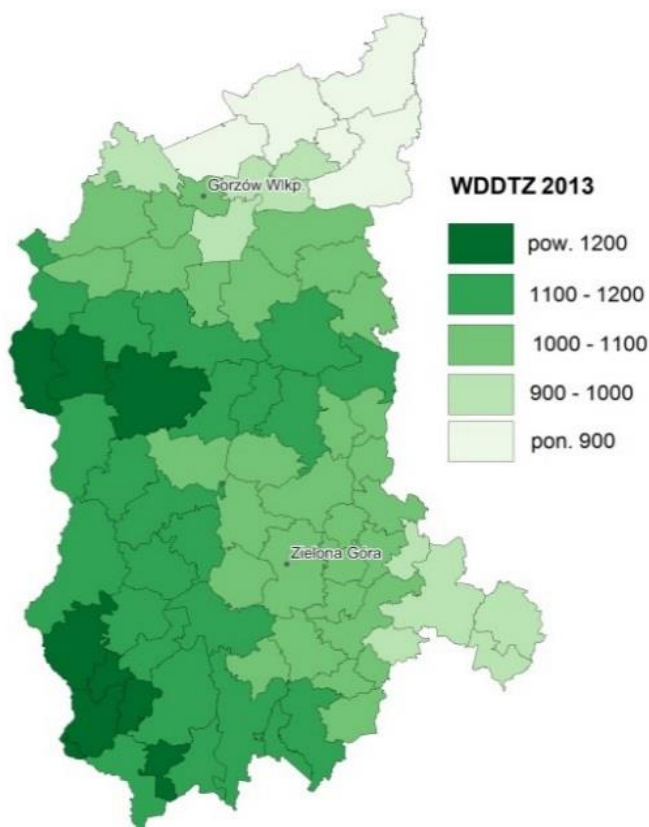 Gorzów Wlkp.
WDDTZ 2013
pow. 1200
1100 - 1200
1000 - 1100
900 - 1000
pon. 900
Zielona Góra